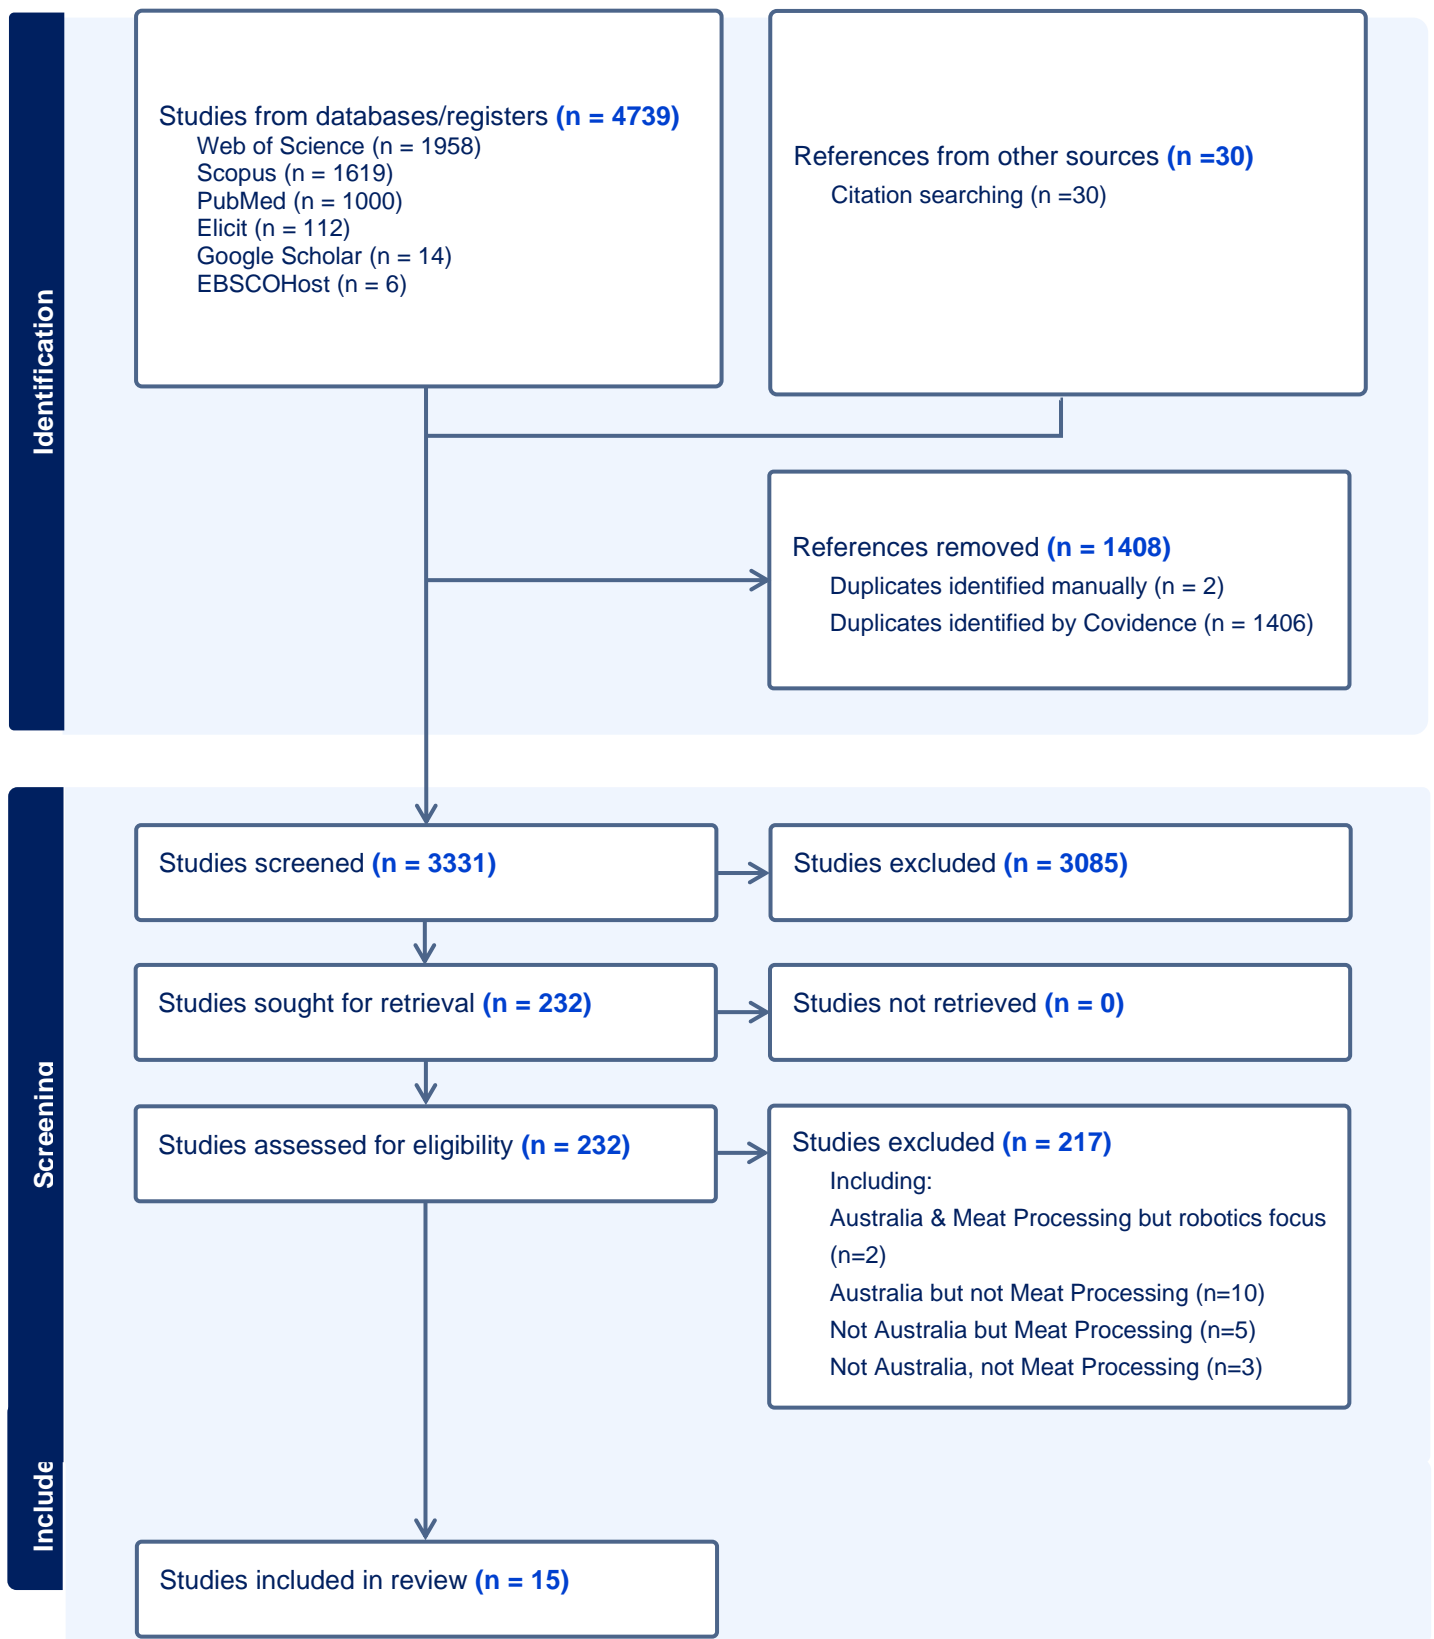 Identification
Studies from databases/registers (n = 4739)
Web of Science (n = 1958)
Scopus (n = 1619)
PubMed (n = 1000)
Elicit (n = 112)
Google Scholar (n = 14)
EBSCOHost (n = 6)
References from other sources (n =30)
Citation searching (n =30)
References removed (n = 1408)
Duplicates identified manually (n = 2)
Duplicates identified by Covidence (n = 1406)
Screening
Studies screened (n = 3331)
Studies excluded (n = 3085)
Studies sought for retrieval (n = 232)
Studies not retrieved (n = 0)
Studies assessed for eligibility (n = 232)
Studies excluded (n = 217)
Including:
Australia & Meat Processing but robotics focus
(n=2)
Australia but not Meat Processing (n=10)
Not Australia but Meat Processing (n=5)
Not Australia, not Meat Processing (n=3)
Include
Studies included in review (n = 15)